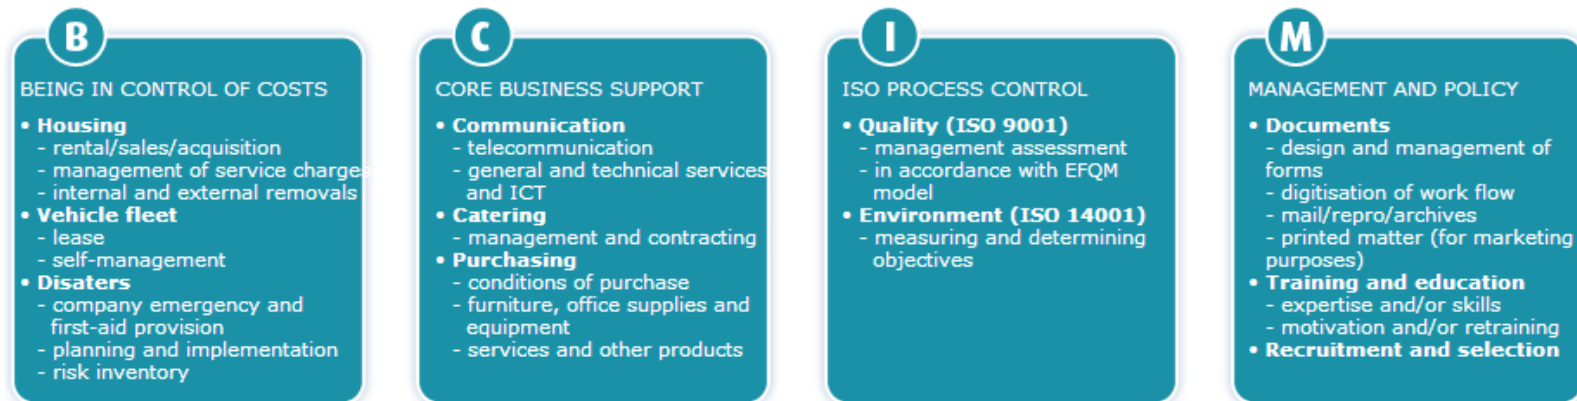 B
BEING IN CONTROL OF COSTS
• Housing
- rental/sales/acquisition
- management of service charges
- internal and external removals
• Vehicle fleet
- lease
- self-management
• Disaters
- company emergency and
first-aid provision
- planning and implementation
- risk inventory
C
CORE BUSINESS SUPPORT
• Communication
- telecommunication
- general and technical services
and ICT
• Catering
- management and contracting
• Purchasing
- conditions of purchase
- furniture, office supplies and
equipment
- services and other products
I
ISO PROCESS CONTROL
• Quality (ISO 9001)
- management assessment
- in accordance with EFQM
model
• Environment (ISO 14001)
- measuring and determining
objectives
M
MANAGEMENT AND POLICY
• Documents
- design and management of
forms
- digitisation of work flow
- mail/repro/archives
- printed matter (for marketing
purposes)
• Training and education
- expertise and/or skills
- motivation and/or retraining
• Recruitment and selection